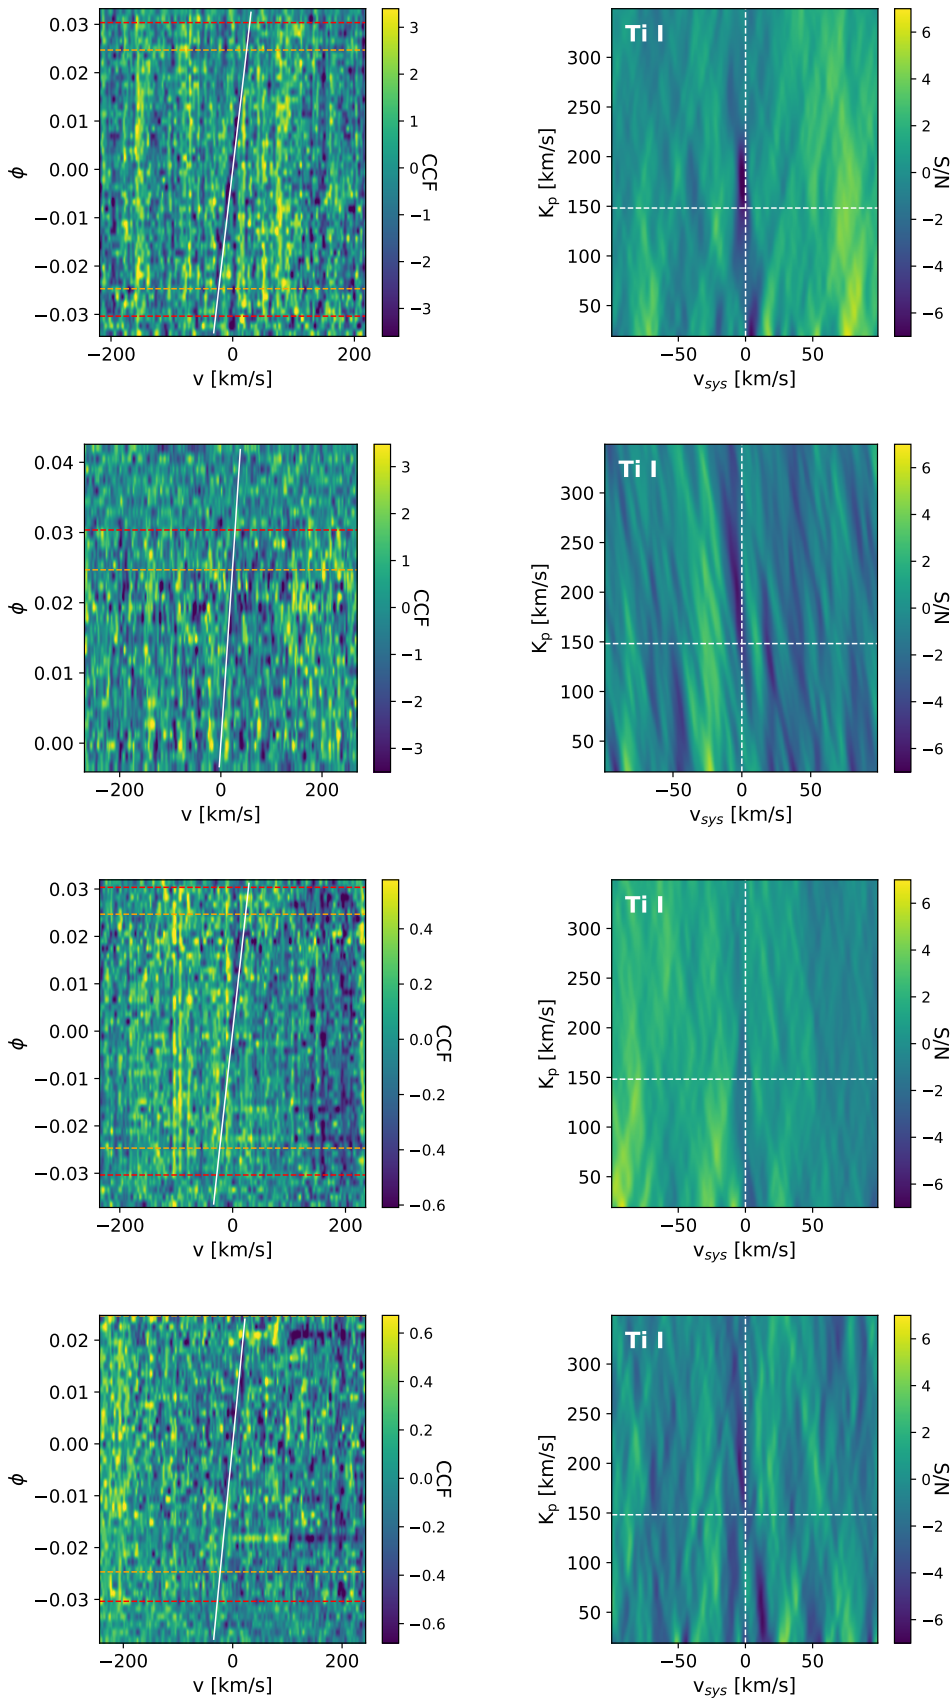 0.03
0.02
0.01
0.00
−0.01
−0.02
−0.03
ϕ
−200 0 200
v [km/s]
3
2
1
0
−1
−2
−3
CCF
Ti I
300
250
200
150
100
50
K_p [km/s]
−50 0 50
v_sys [km/s]
6
4
2
0
−2
−4
−6
S/N
0.04
0.03
0.02
0.01
0.00
ϕ
−200 0 200
v [km/s]
3
2
1
0
−1
−2
−3
CCF
Ti I
300
250
200
150
100
50
K_p [km/s]
−50 0 50
v_sys [km/s]
6
4
2
0
−2
−4
−6
S/N
0.03
0.02
0.01
0.00
−0.01
−0.02
−0.03
ϕ
−200 0 200
v [km/s]
0.4
0.2
0.0
−0.2
−0.4
−0.6
CCF
Ti I
300
250
200
150
100
50
K_p [km/s]
−50 0 50
v_sys [km/s]
6
4
2
0
−2
−4
−6
S/N
0.02
0.01
0.00
−0.01
−0.02
−0.03
ϕ
−200 0 200
v [km/s]
0.6
0.4
0.2
0.0
−0.2
−0.4
−0.6
CCF
Ti I
300
250
200
150
100
50
K_p [km/s]
−50 0 50
v_sys [km/s]
6
4
2
0
−2
−4
−6
S/N